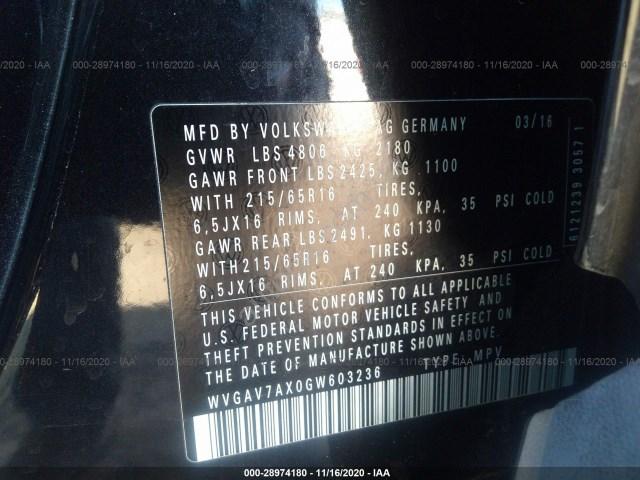 000-28974180 - 11/16/2020 - IAA
MFD BY VOLKSW AG GERMANY 03/16
GVWR LBS 4806 KG 2180
GAWR FRONT LBS 2425, KG 1100
WITH 215/65R16 TIRES,
6,5JX16 RIMS, AT 240 KPA, 35 PSI COLD
GAWR REAR LBS 2491, KG 1130
WITH 215/65R16 TIRES,
6,5JX16 RIMS, AT 240 KPA, 35 PSI COLD
THIS VEHICLE CONFORMS TO ALL APPLICABLE
U.S. FEDERAL MOTOR VEHICLE SAFETY AND
THEFT PREVENTION STANDARDS IN EFFECT ON
THE DATE OF MANUFACTURE SHOWN ABOVE.
WVGAV7AX0GW603236 TYPE MPV
6121239 3057 1
000-28974180 - 11/16/2020 - IAA